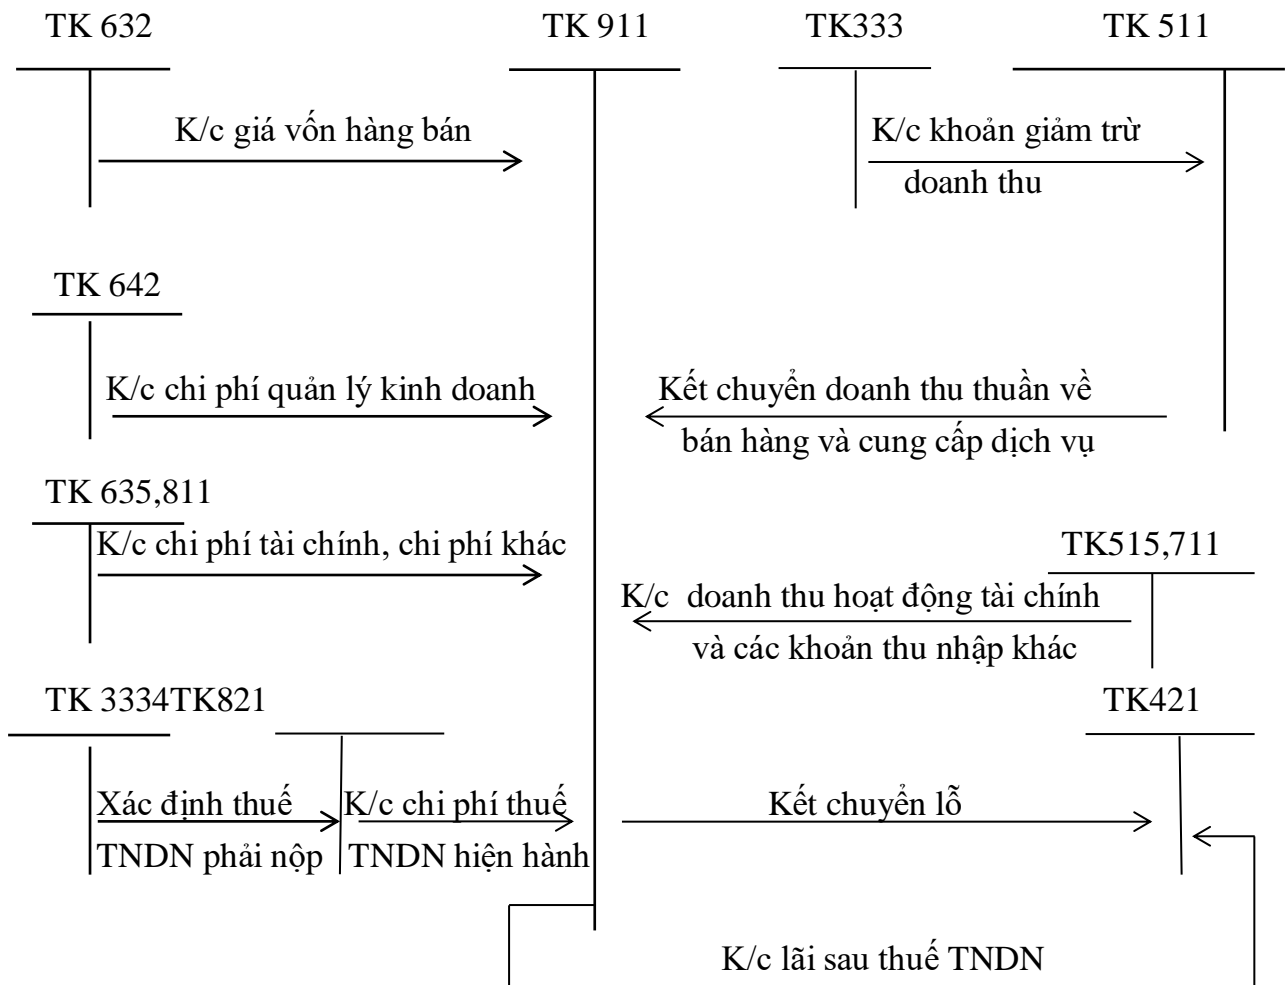 TK 632
TK 911
TK333
TK 511
K/c giá vốn hàng bán
K/c khoản giảm trừ
doanh thu
TK 642
K/c chi phí quản lý kinh doanh
Kết chuyển doanh thu thuần về
bán hàng và cung cấp dịch vụ
TK 635,811
K/c chi phí tài chính, chi phí khác
TK515,711
K/c doanh thu hoạt động tài chính
và các khoản thu nhập khác
TK 3334TK821
TK421
Xác định thuế
TNDN phải nộp
K/c chi phí thuế
TNDN hiện hành
Kết chuyển lỗ
K/c lãi sau thuế TNDN